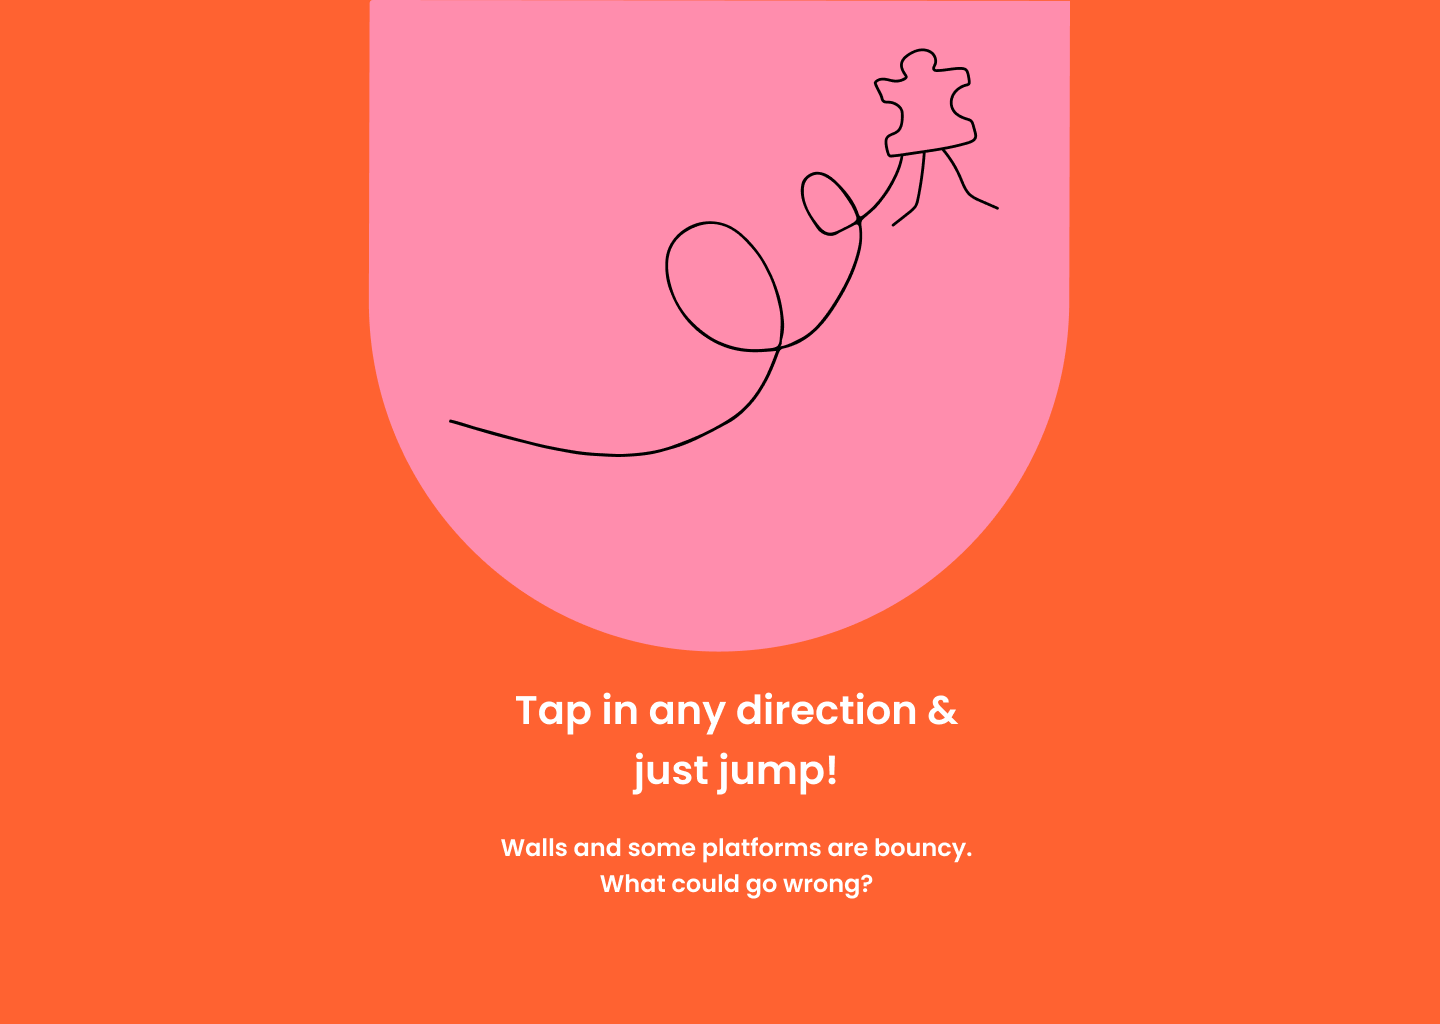 Tap in any direction &
just jump!
Walls and some platforms are bouncy.
What could go wrong?